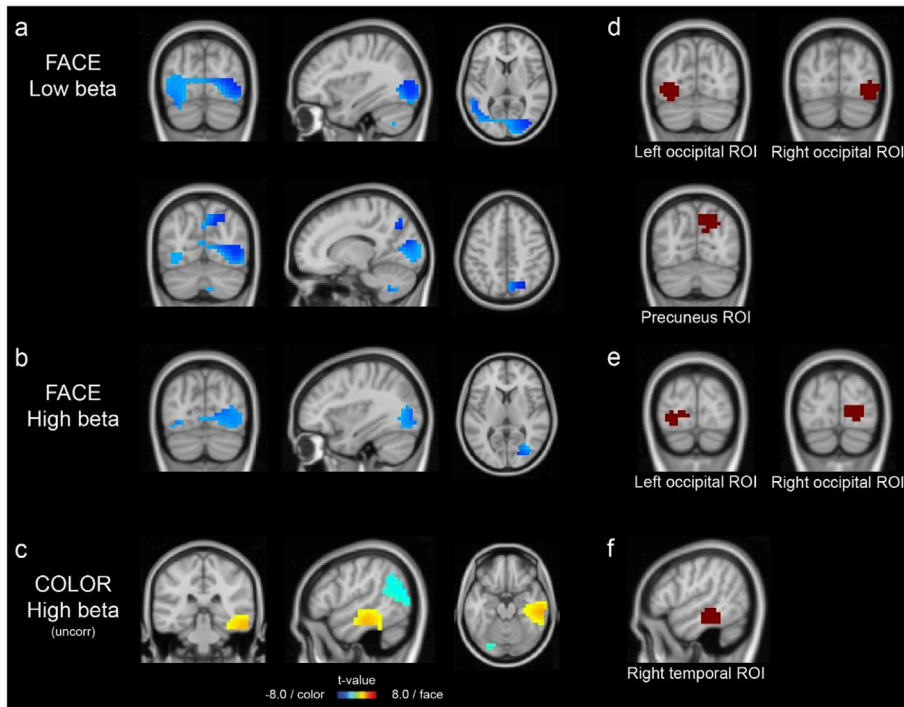 a
FACE
Low beta
d
Left occipital ROI
Right occipital ROI
Precuneus ROI
b
FACE
High beta
e
Left occipital ROI
Right occipital ROI
c
COLOR
High beta
(uncorr)
f
Right temporal ROI
t-value
-8.0 / color
8.0 / face